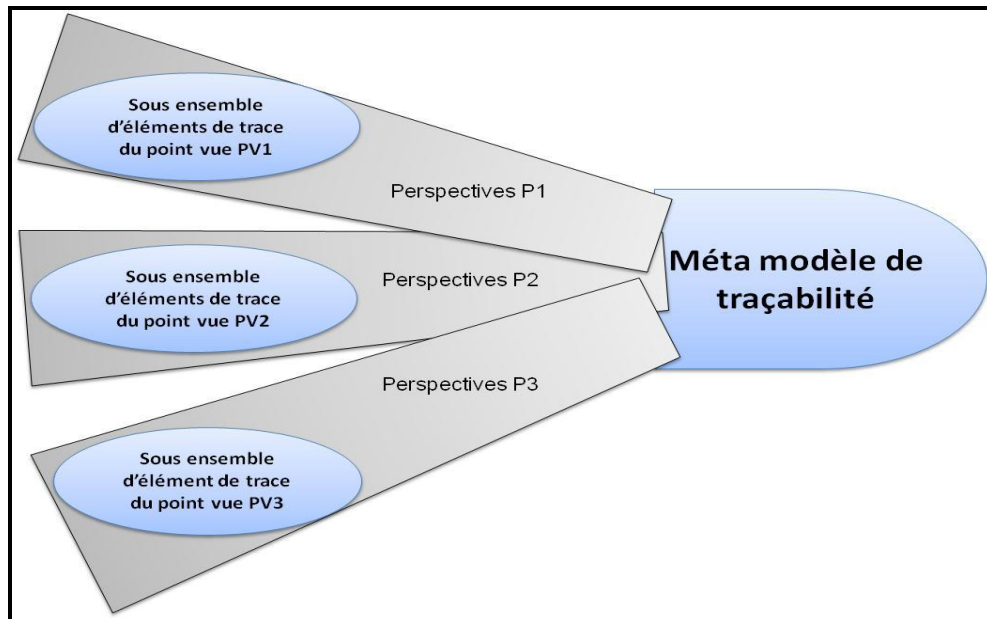 Sous ensemble
d'éléments de trace
du point vue PV1
Perspectives P1
Sous ensemble
d'éléments de trace
du point vue PV2
Perspectives P2
Méta modèle de
traçabilité
Perspectives P3
Sous ensemble
d'élément de trace
du point vue PV3